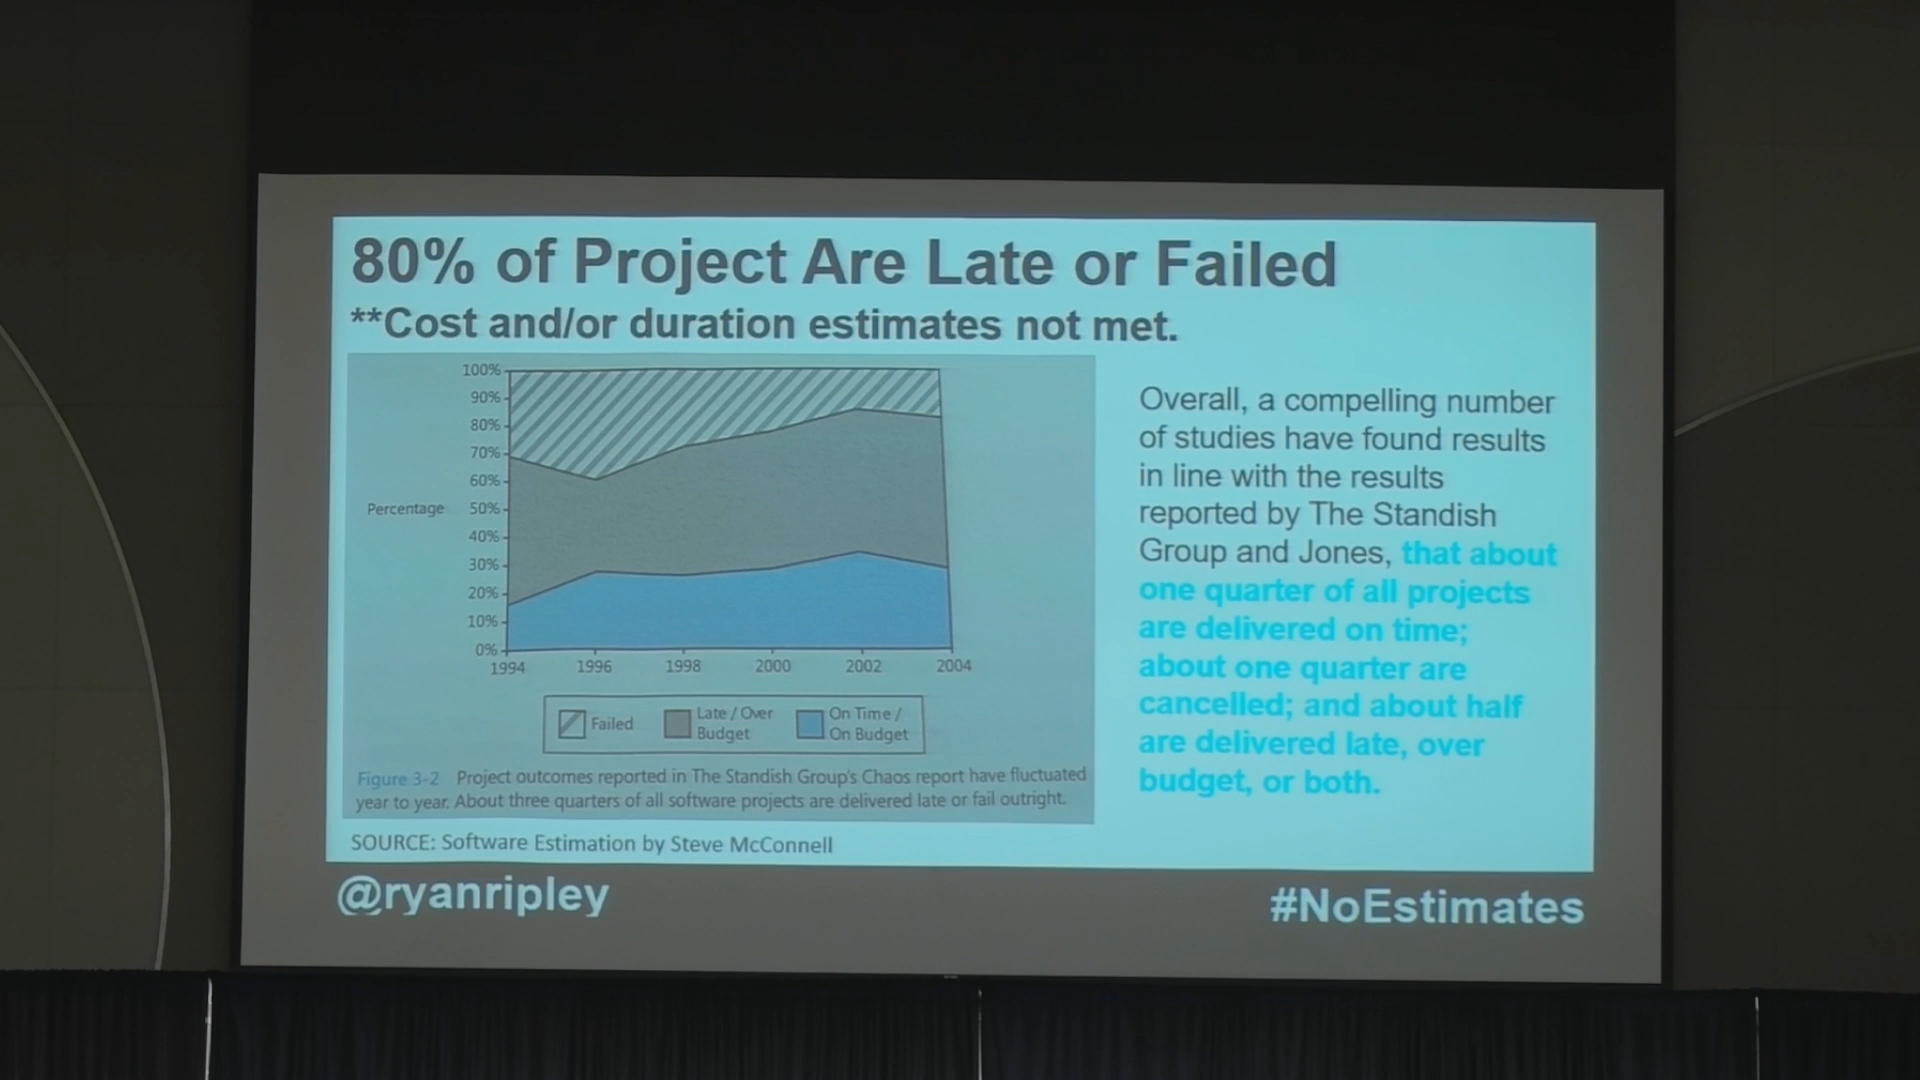 80% of Project Are Late or Failed
**Cost and/or duration estimates not met.
100%
90%
80%
70%
60%
Percentage 50%
40%
30%
20%
10%
0%
1994 1996 1998 2000 2002 2004
Failed
Late / Over
Budget
On Time /
On Budget
Figure 3-2 Project outcomes reported in The Standish Group's Chaos report have fluctuated
year to year. About three quarters of all software projects are delivered late or fail outright.
SOURCE: Software Estimation by Steve McConnell
Overall, a compelling number
of studies have found results
in line with the results
reported by The Standish
Group and Jones, that about
one quarter of all projects
are delivered on time;
about one quarter are
cancelled; and about half
are delivered late, over
budget, or both.
@ryanripley
#NoEstimates